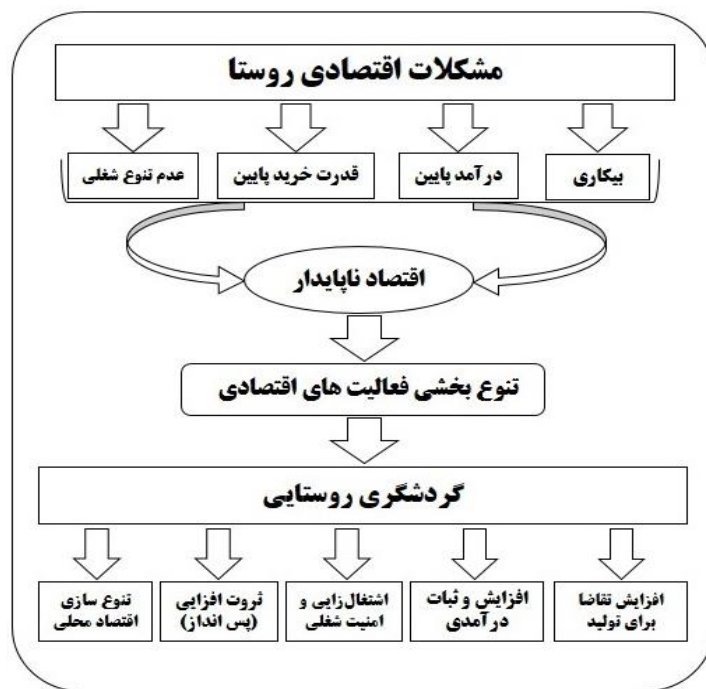 مشکلات اقتصادی روستا
بیکاری
درآمد پایین
قدرت خرید پایین
عدم تنوع شغلی
اقتصاد ناپایدار
تنوع بخشی فعالیت های اقتصادی
گردشگری روستایی
افزایش تقاضا
برای تولید
افزایش و ثبات
درآمدی
اشتغال‌زایی و
امنیت شغلی
ثروت افزایی
(پس انداز)
تنوع سازی
اقتصاد محلی